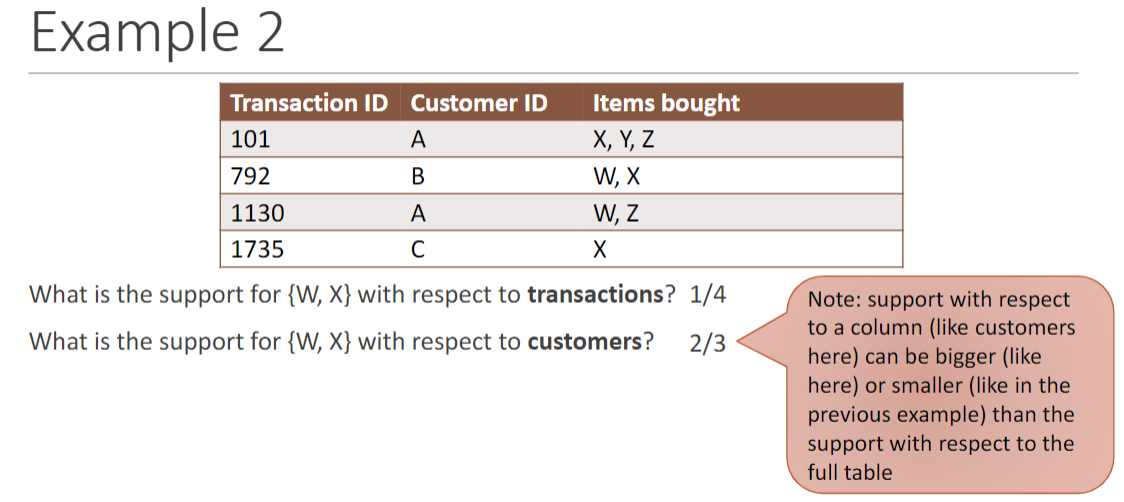 Example 2
Transaction ID Customer ID Items bought
101 A X, Y, Z
792 B W, X
1130 A W, Z
1735 C X
What is the support for {W, X} with respect to transactions? 1/4
What is the support for {W, X} with respect to customers? 2/3
Note: support with respect
to a column (like customers
here) can be bigger (like
here) or smaller (like in the
previous example) than the
support with respect to the
full table